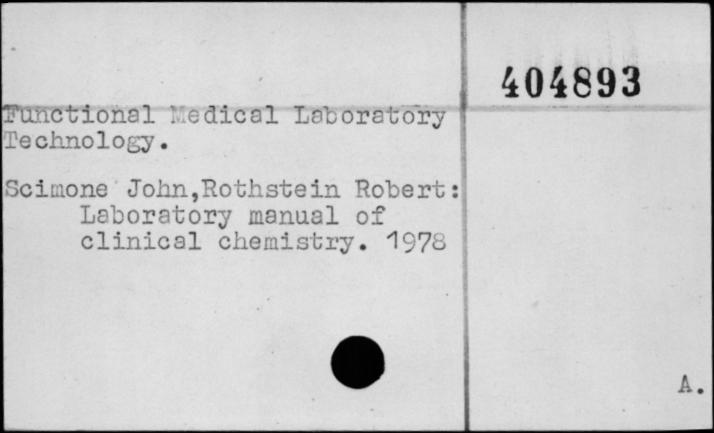 404893
Functional Medical Laboratory
Technology.
Scimone John,Rothstein Robert:
Laboratory manual of
clinical chemistry. 1978
A.